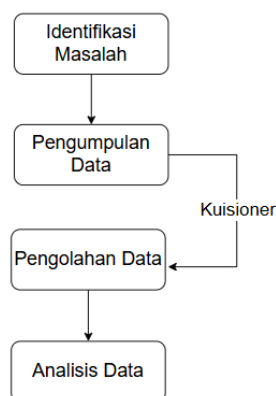 Identifikasi
Masalah
Pengumpulan
Data
Kuisioner
Pengolahan Data
Analisis Data